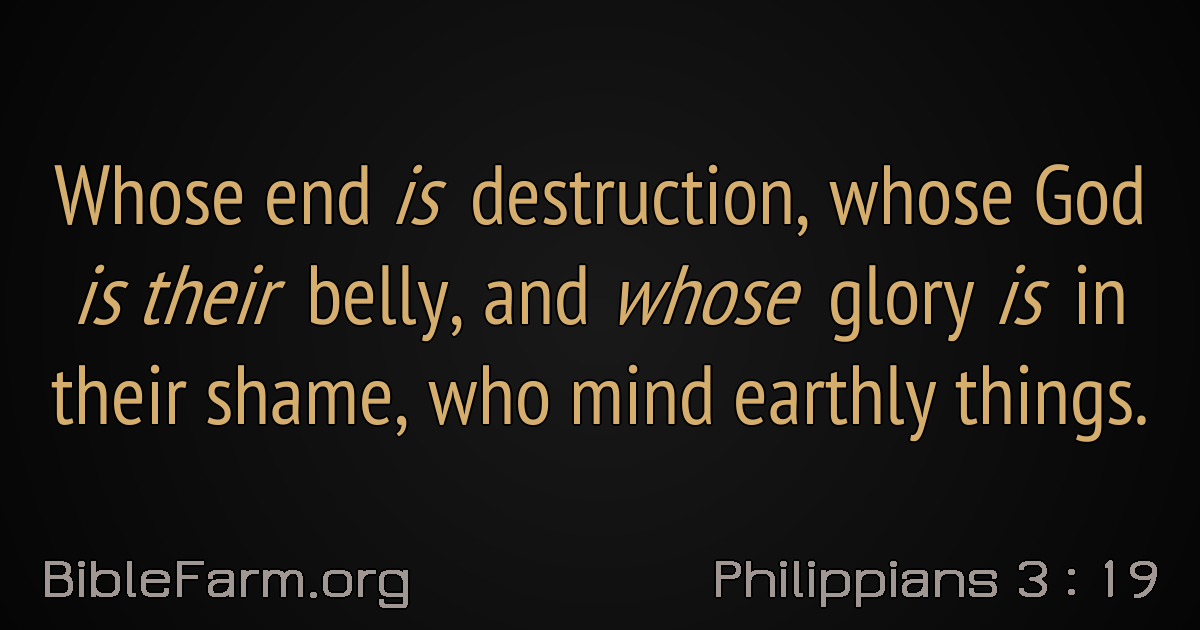 Whose end is destruction, whose God
is their belly, and whose glory is in
their shame, who mind earthly things.
BibleFarm.org
Philippians 3 : 19